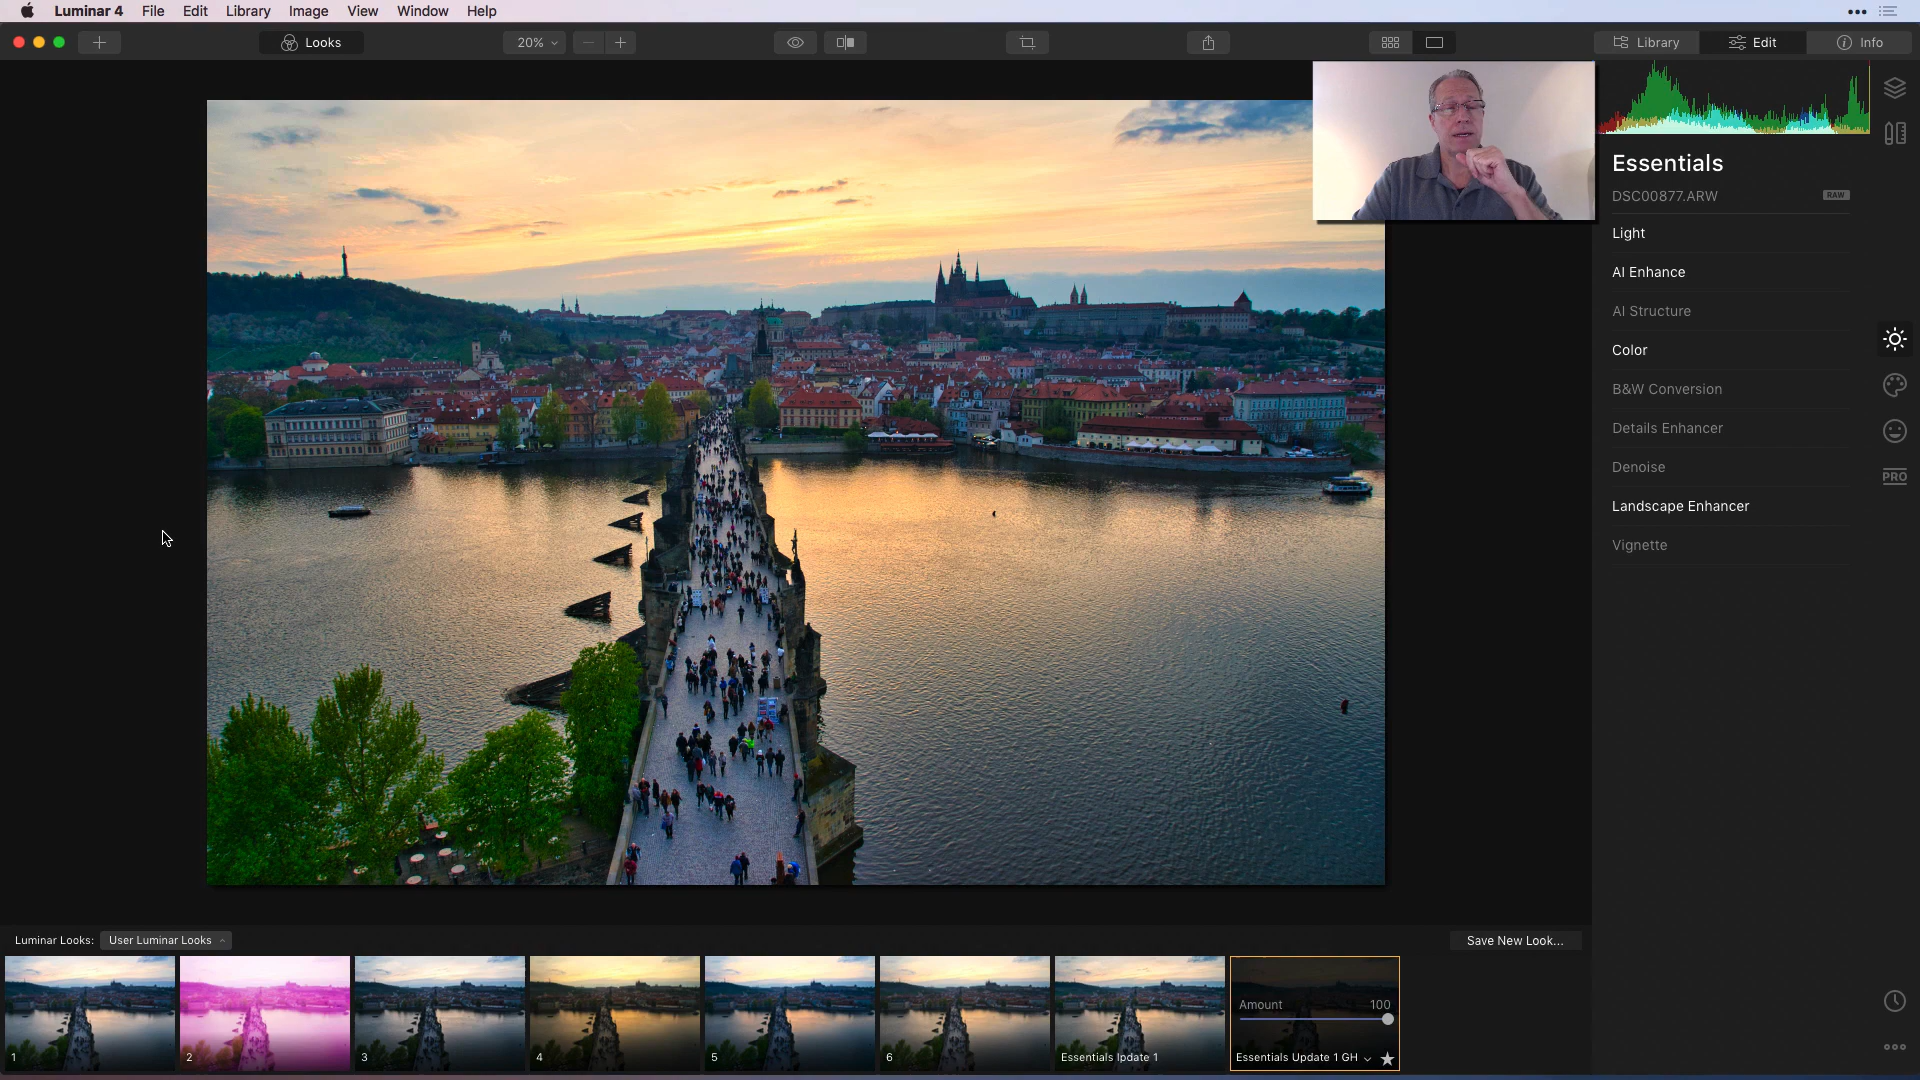 Luminar 4 File Edit Library Image View Window Help
Looks 20% Library Edit Info
Essentials
DSC00877.ARW RAW
Light
AI Enhance
AI Structure
Color
B&W Conversion
Details Enhancer
Denoise
Landscape Enhancer
Vignette
PRO
Luminar Looks: User Luminar Looks Save New Look...
Amount 100
1 2 3 4 5 6 Essentials Ipdate 1 Essentials Update 1 GH